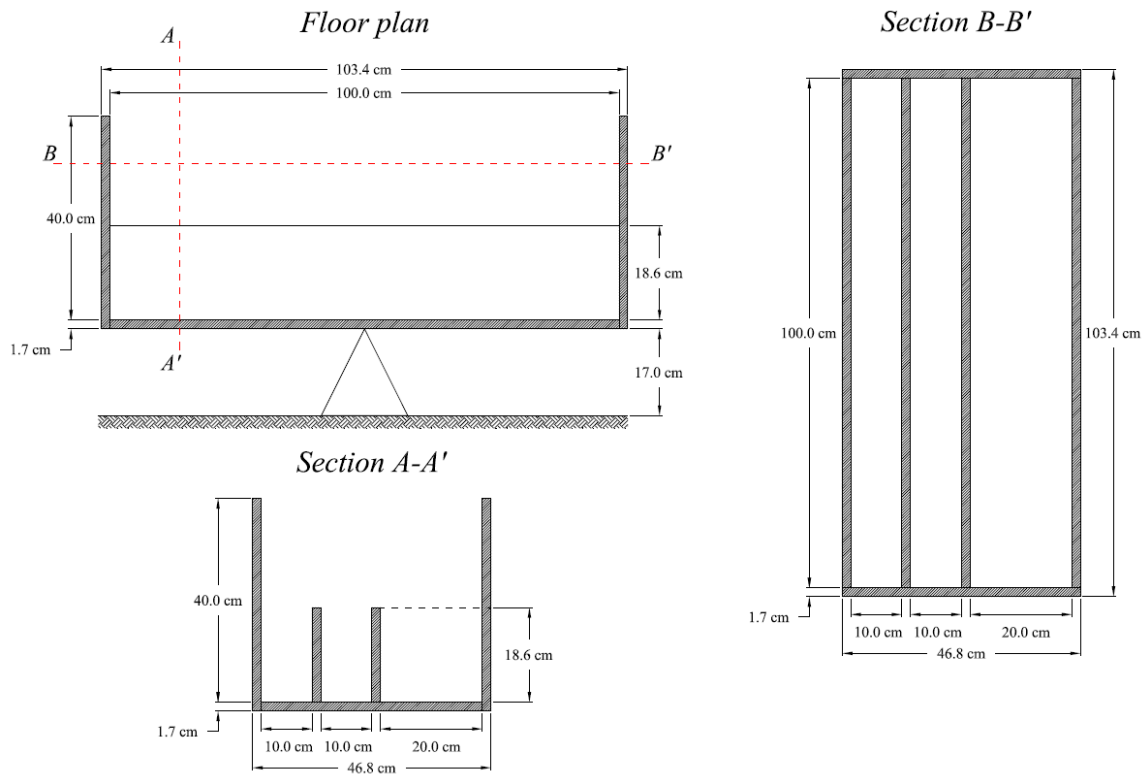 Floor plan
A
103.4 cm
100.0 cm
B
B'
40.0 cm
18.6 cm
1.7 cm
A'
17.0 cm
Section A-A'
40.0 cm
18.6 cm
1.7 cm
10.0 cm
10.0 cm
20.0 cm
46.8 cm
Section B-B'
100.0 cm
103.4 cm
1.7 cm
10.0 cm
10.0 cm
20.0 cm
46.8 cm